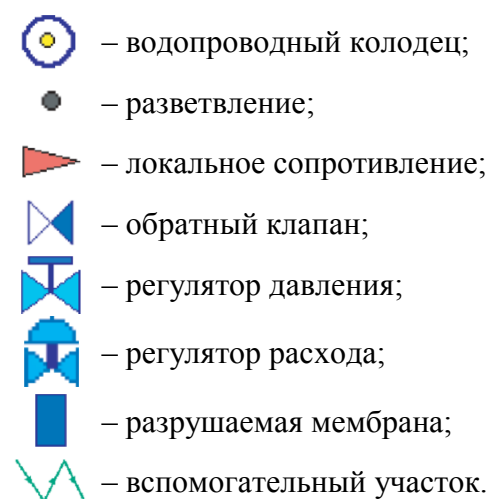 – водопроводный колодец;
– разветвление;
– локальное сопротивление;
– обратный клапан;
– регулятор давления;
– регулятор расхода;
– разрушаемая мембрана;
– вспомогательный участок.